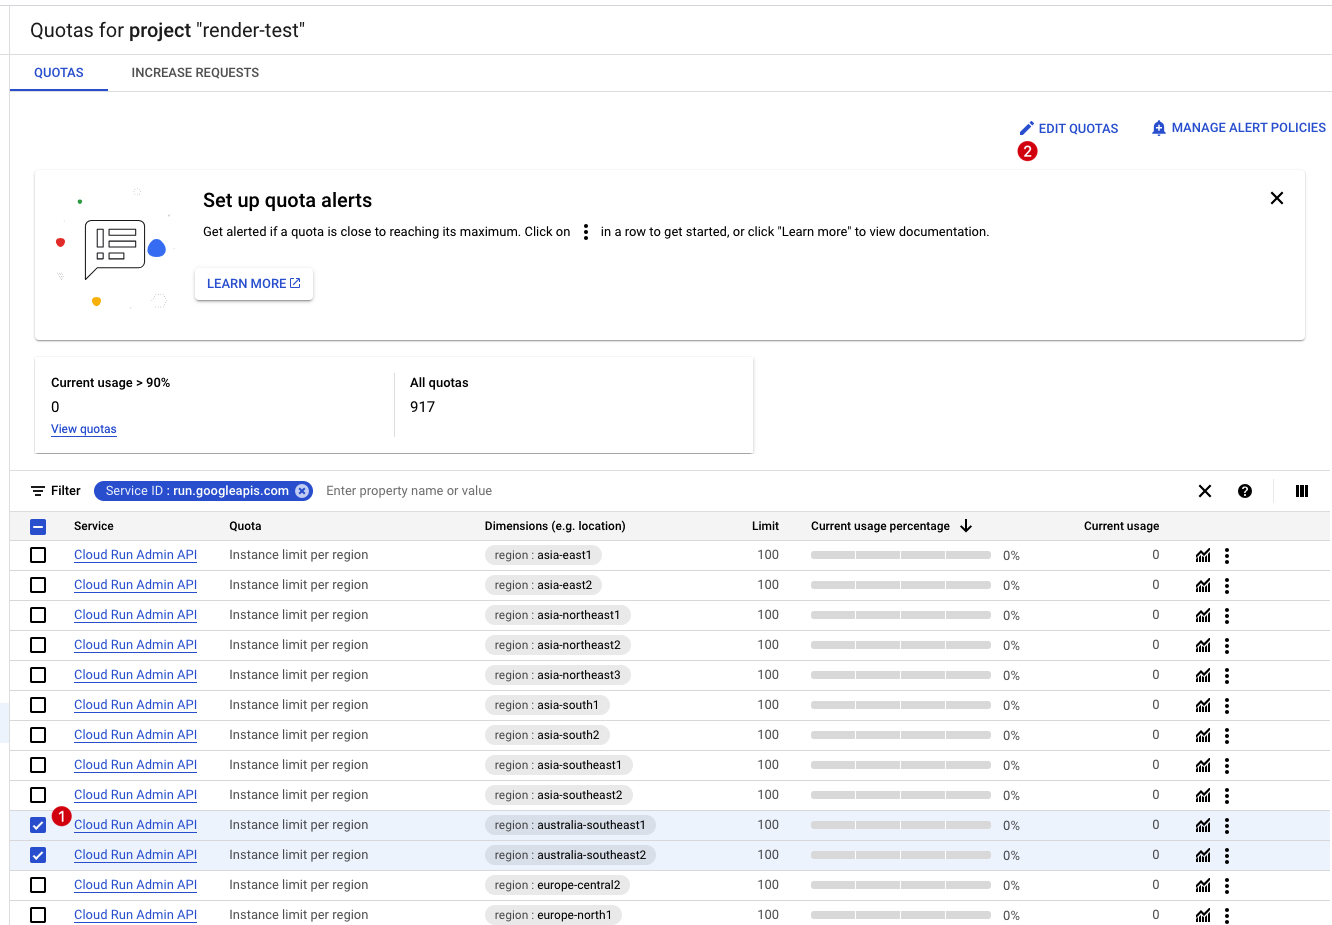 Quotas for project "render-test"
QUOTAS INCREASE REQUESTS
EDIT QUOTAS MANAGE ALERT POLICIES
2
Set up quota alerts
Get alerted if a quota is close to reaching its maximum. Click on in a row to get started, or click "Learn more" to view documentation.
LEARN MORE
Current usage > 90% All quotas
0 917
View quotas
Filter Service ID : run.googleapis.com Enter property name or value
Service Quota Dimensions (e.g. location) Limit Current usage percentage Current usage
Cloud Run Admin API Instance limit per region region : asia-east1 100 0% 0
Cloud Run Admin API Instance limit per region region : asia-east2 100 0% 0
Cloud Run Admin API Instance limit per region region : asia-northeast1 100 0% 0
Cloud Run Admin API Instance limit per region region : asia-northeast2 100 0% 0
Cloud Run Admin API Instance limit per region region : asia-northeast3 100 0% 0
Cloud Run Admin API Instance limit per region region : asia-south1 100 0% 0
Cloud Run Admin API Instance limit per region region : asia-south2 100 0% 0
Cloud Run Admin API Instance limit per region region : asia-southeast1 100 0% 0
Cloud Run Admin API Instance limit per region region : asia-southeast2 100 0% 0
1
Cloud Run Admin API Instance limit per region region : australia-southeast1 100 0% 0
Cloud Run Admin API Instance limit per region region : australia-southeast2 100 0% 0
Cloud Run Admin API Instance limit per region region : europe-central2 100 0% 0
Cloud Run Admin API Instance limit per region region : europe-north1 100 0% 0